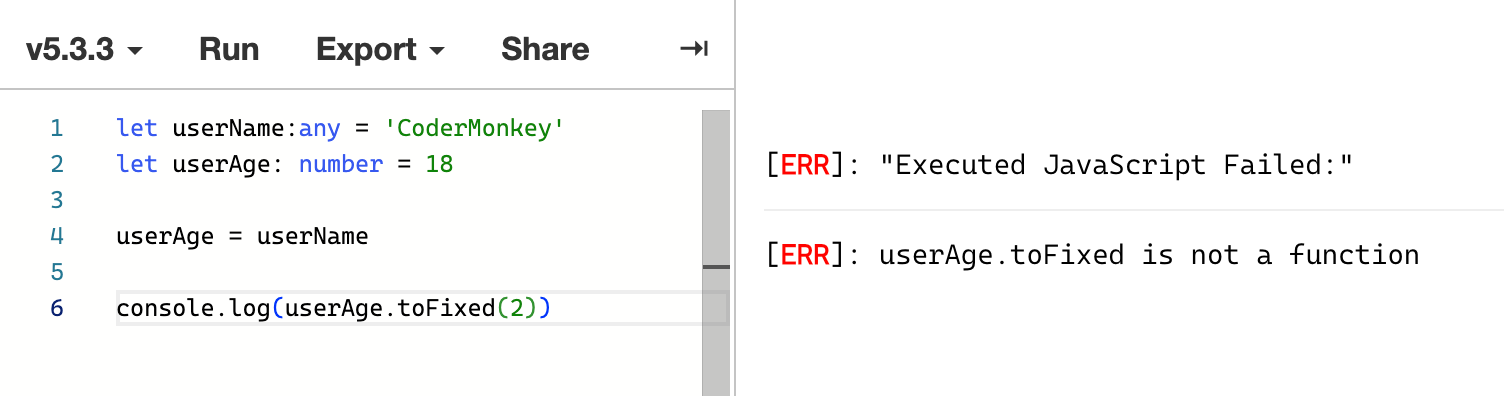 v5.3.3 Run Export Share
1 let userName:any = 'CoderMonkey'
2 let userAge: number = 18
3
4 userAge = userName
5
6 console.log(userAge.toFixed(2))
[ERR]: "Executed JavaScript Failed:"
[ERR]: userAge.toFixed is not a function